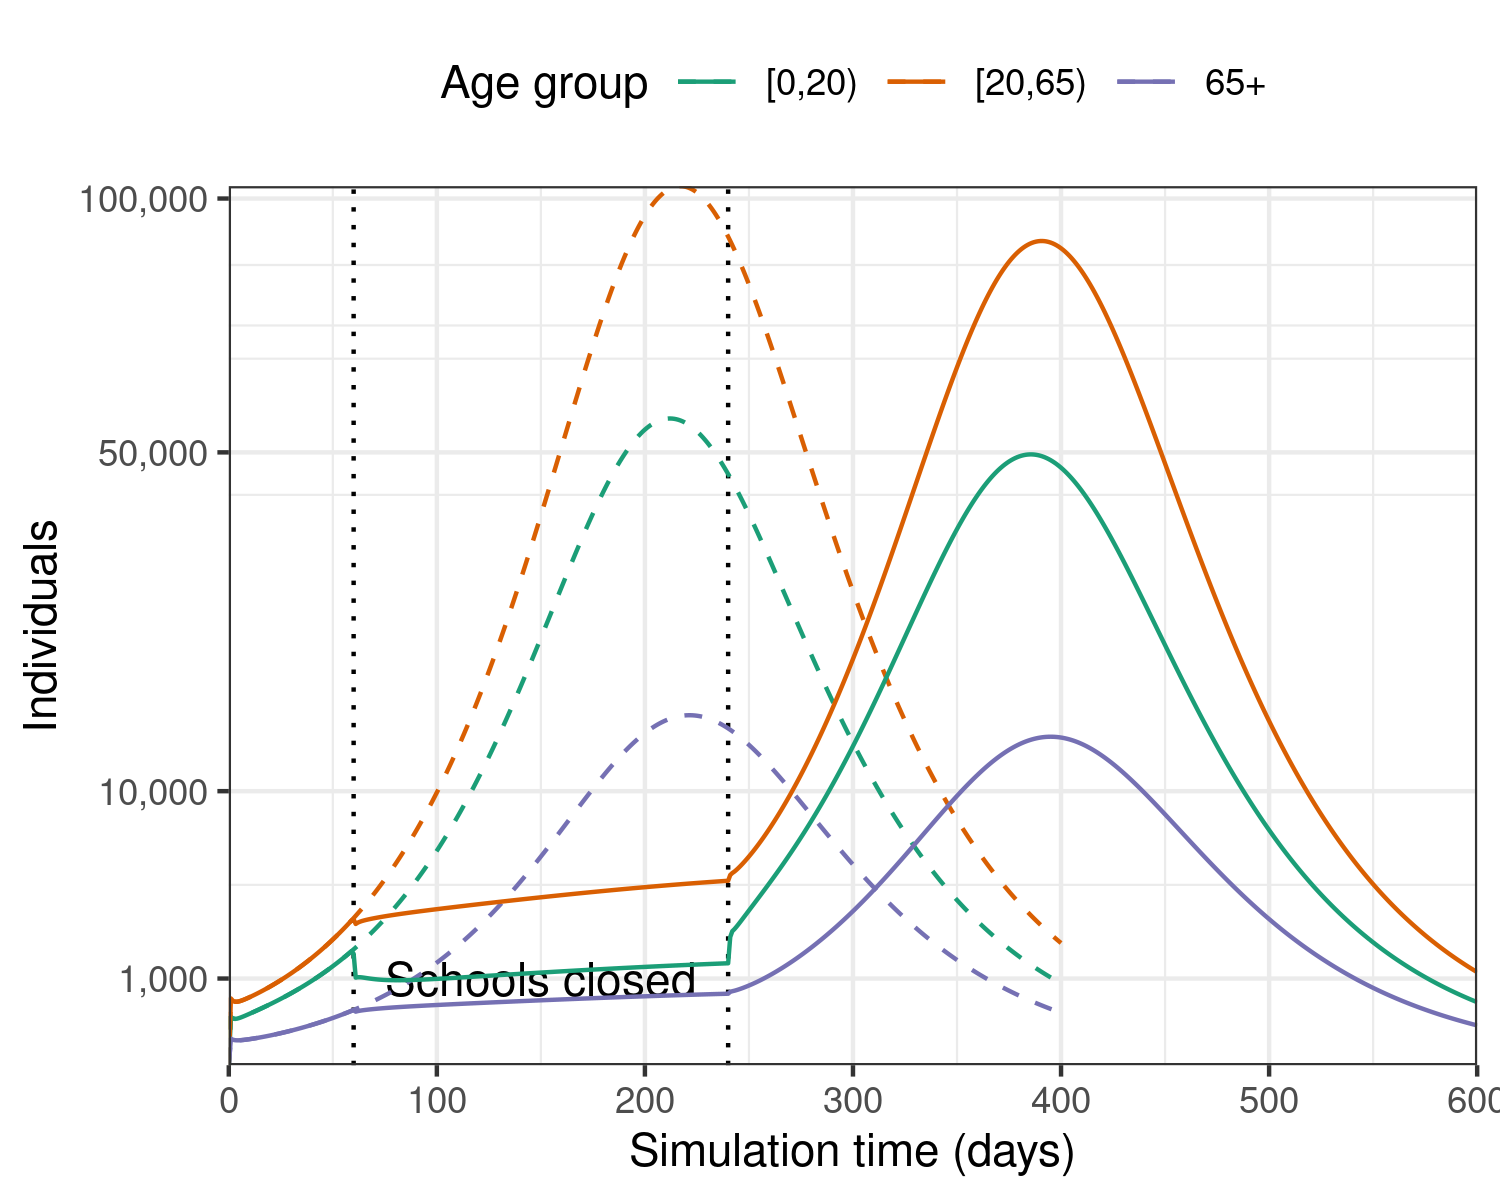 Age group [0,20) [20,65) 65+
100,000
50,000
10,000
1,000
Individuals
Schools closed
0 100 200 300 400 500 600
Simulation time (days)